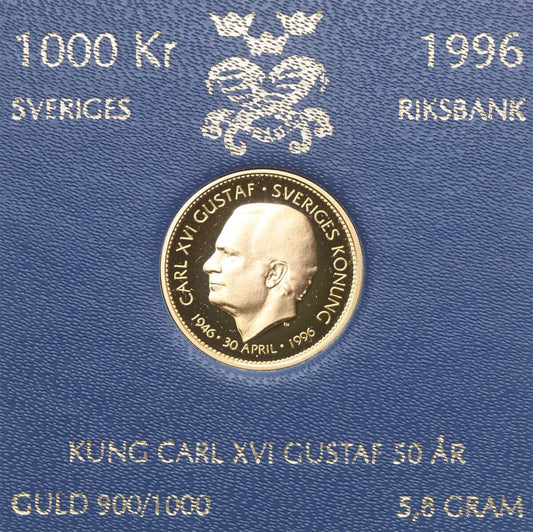 1000 Kr 1996
SVERIGES RIKSBANK
CARL XVI GUSTAF · SVERIGES KONUNG
1946 · 30 APRIL · 1996
KUNG CARL XVI GUSTAF 50 ÅR
GULD 900/1000 5,8 GRAM